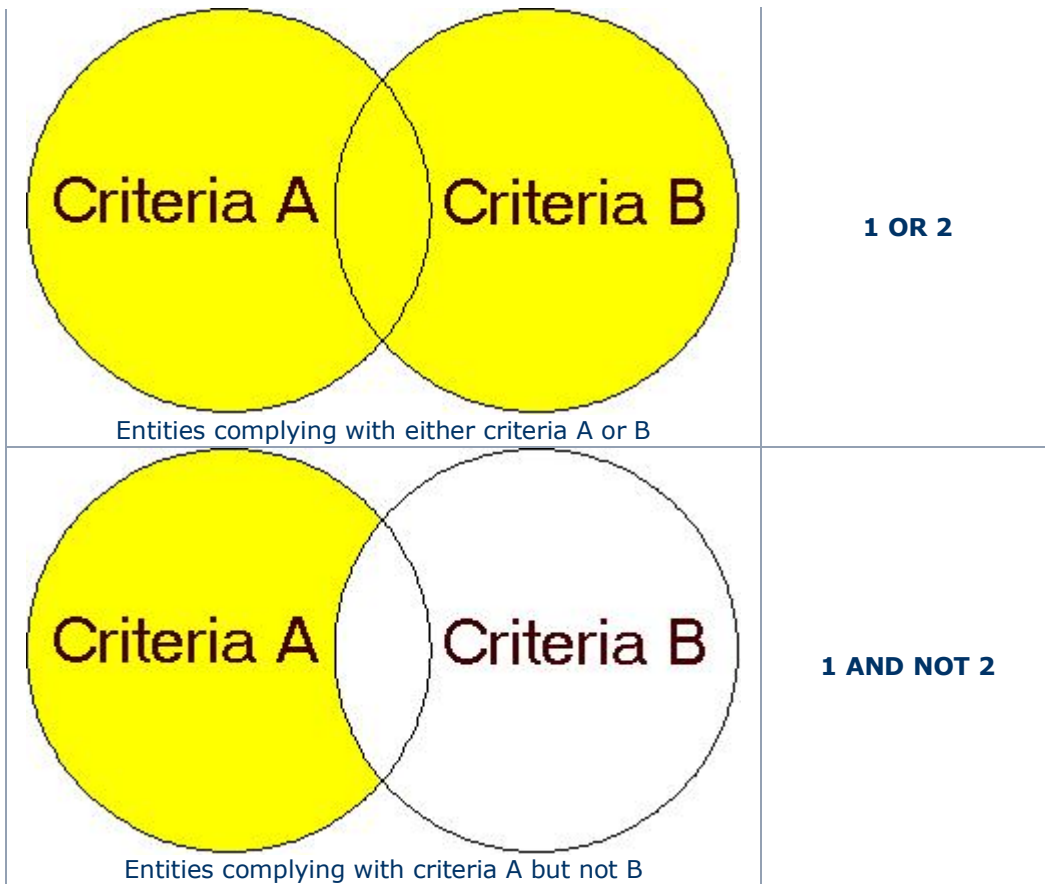 Criteria A Criteria B
1 OR 2
Entities complying with either criteria A or B
Criteria A Criteria B
1 AND NOT 2
Entities complying with criteria A but not B